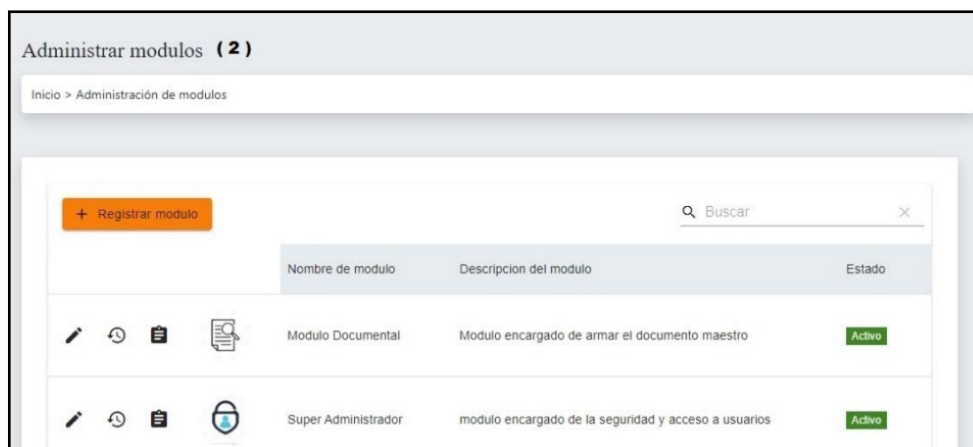 Administrar modulos (2)
Inicio > Administración de modulos
+ Registrar modulo
Buscar
Nombre de modulo Descripcion del modulo Estado
Modulo Documental Modulo encargado de armar el documento maestro Activo
Super Administrador modulo encargado de la seguridad y acceso a usuarios Activo